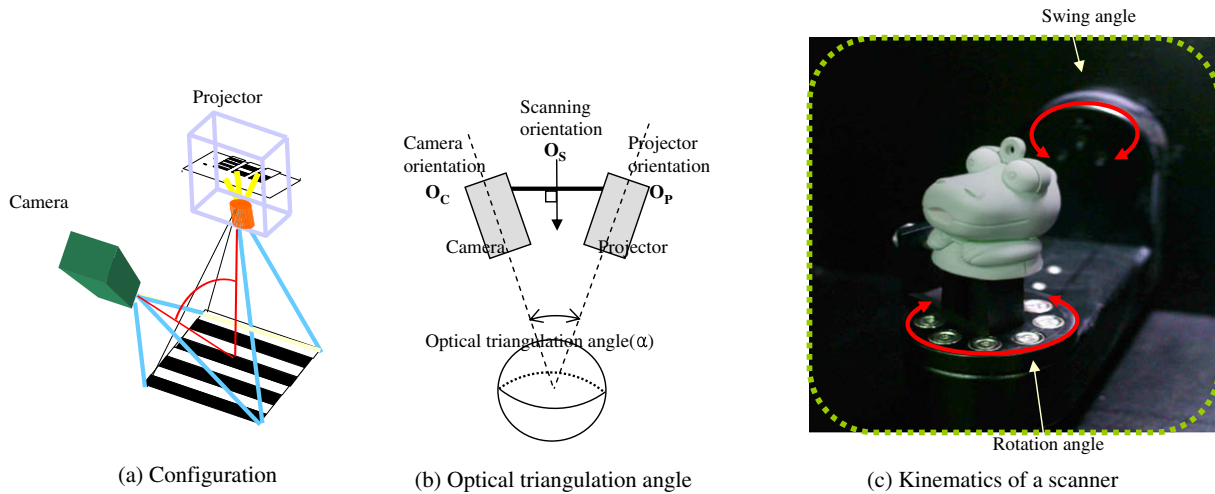 Projector
Camera
(a) Configuration
Scanning
orientation
O_S
Camera
orientation
O_C
Projector
orientation
O_P
Camera
Projector
Optical triangulation angle(α)
(b) Optical triangulation angle
Swing angle
Rotation angle
(c) Kinematics of a scanner